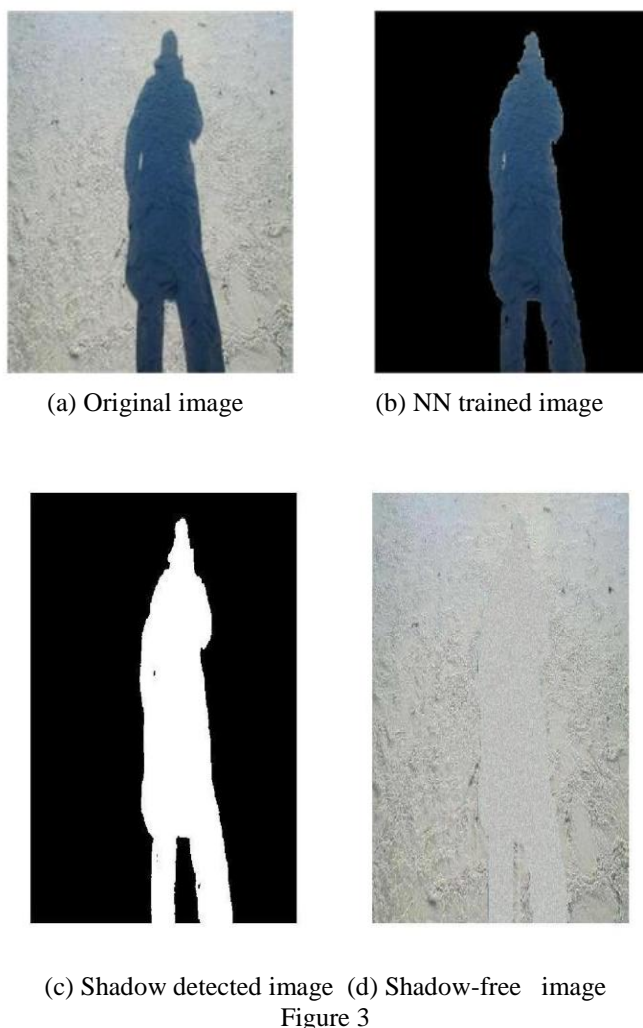 (a) Original image
(b) NN trained image
(c) Shadow detected image (d) Shadow-free image
Figure 3